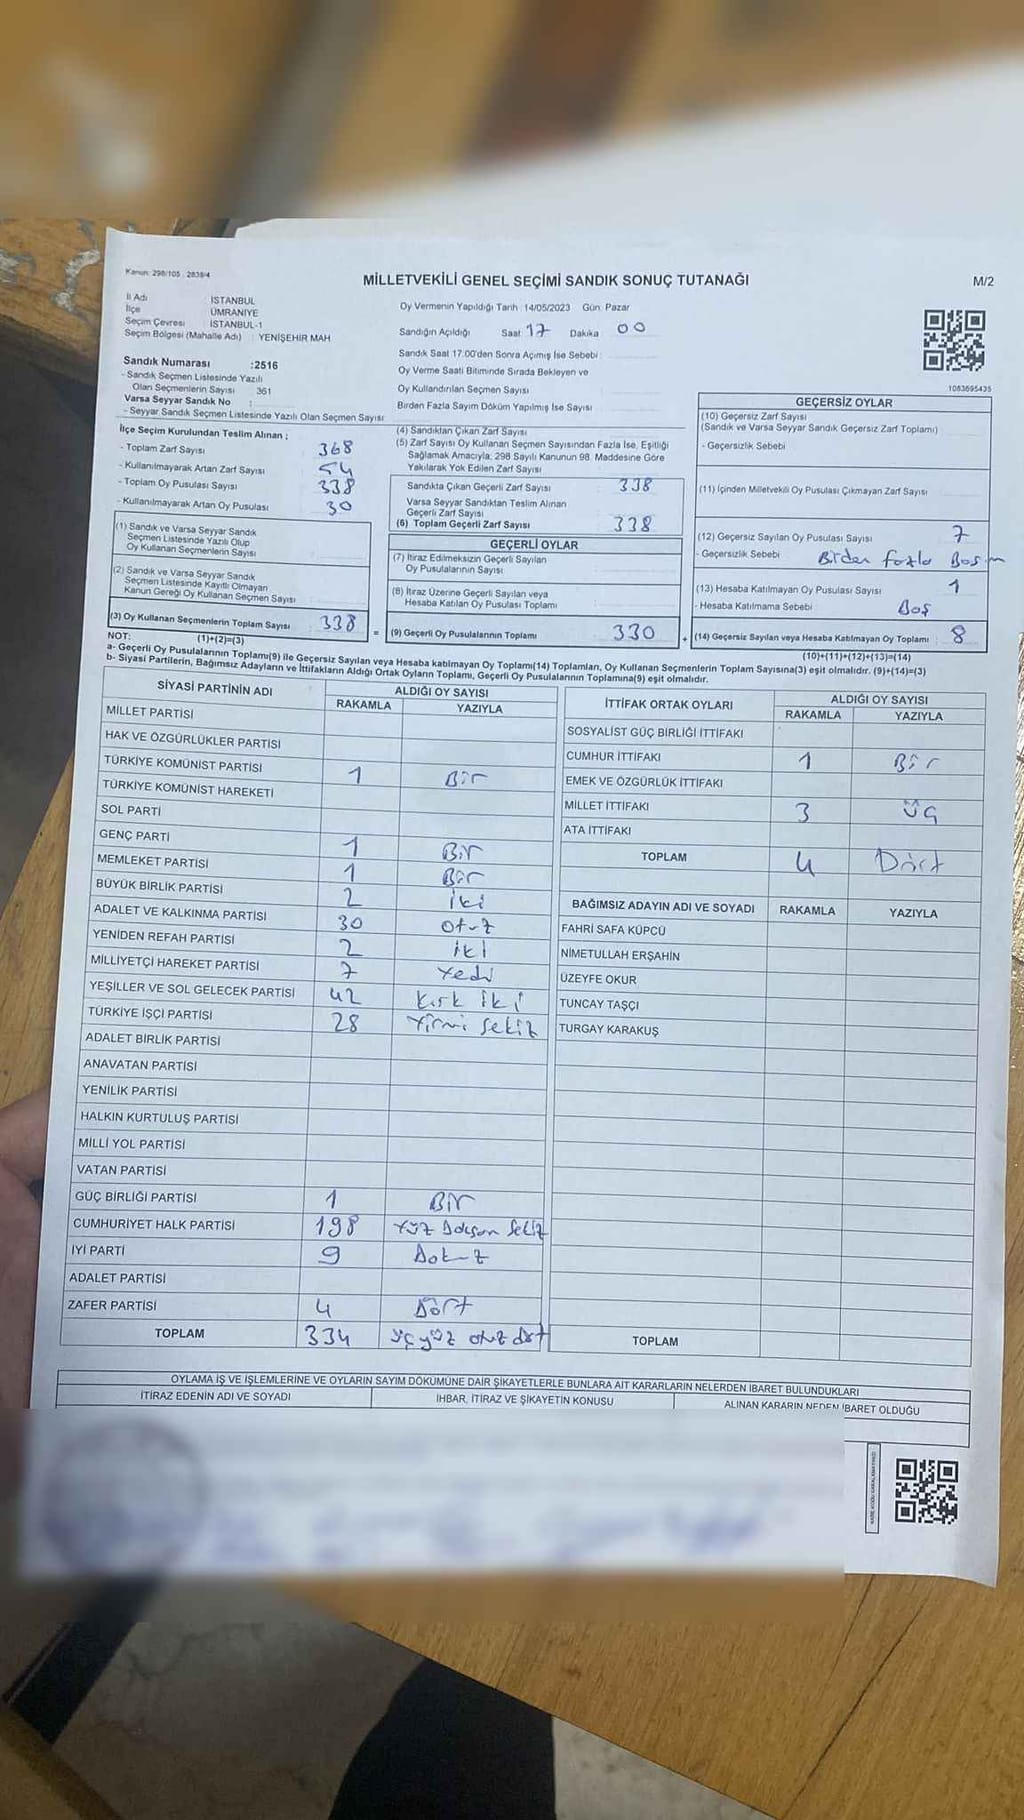 Kanun: 298/105 , 2839/4
MİLLETVEKİLİ GENEL SEÇİMİ SANDIK SONUÇ TUTANAĞI
M/2
İl Adı İSTANBUL
İlçe ÜMRANİYE
Seçim Çevresi : İSTANBUL-1
Seçim Bölgesi (Mahalle Adı) : YENİŞEHİR MAH
Oy Vermenin Yapıldığı Tarih 14/05/2023 Gün: Pazar
Sandığın Açıldığı Saat 17 Dakika 00
Sandık Saat 17:00'den Sonra Açımış İse Sebebi :
Oy Verme Saati Bitiminde Sırada Bekleyen ve
Oy Kullandırılan Seçmen Sayısı
Birden Fazla Sayım Döküm Yapılmış İse Sayısı
Sandık Numarası :2516
- Sandık Seçmen Listesinde Yazılı
Olan Seçmenlerin Sayısı 361
Varsa Seyyar Sandık No :
- Seyyar Sandık Seçmen Listesinde Yazılı Olan Seçmen Sayısı
1083695435
İlçe Seçim Kurulundan Teslim Alınan ;
- Toplam Zarf Sayısı 368
- Kullanılmayarak Artan Zarf Sayısı 54
- Toplam Oy Pusulası Sayısı 338
- Kullanılmayarak Artan Oy Pusulası 30
(1) Sandık ve Varsa Seyyar Sandık
Seçmen Listesinde Yazılı Olup
Oy Kullanan Seçmenlerin Sayısı
(2) Sandık ve Varsa Seyyar Sandık
Seçmen Listesinde Kayıtlı Olmayan
Kanun Gereği Oy Kullanan Seçmen Sayısı
(3) Oy Kullanan Seçmenlerin Toplam Sayısı 338
(1)+(2)=(3)
(4) Sandıktan Çıkan Zarf Sayısı
(5) Zarf Sayısı Oy Kullanan Seçmen Sayısından Fazla İse, Eşitliği
Sağlamak Amacıyla; 298 Sayılı Kanunun 98. Maddesine Göre
Yakılarak Yok Edilen Zarf Sayısı
Sandıkta Çıkan Geçerli Zarf Sayısı 338
Varsa Seyyar Sandıktan Teslim Alınan
Geçerli Zarf Sayısı
(6) Toplam Geçerli Zarf Sayısı 338
GEÇERLİ OYLAR
(7) İtiraz Edilmeksizin Geçerli Sayılan
Oy Pusulalarının Sayısı
(8) İtiraz Üzerine Geçerli Sayılan veya
Hesaba Katılan Oy Pusulası Toplamı
= (9) Geçerli Oy Pusulalarının Toplamı 330 +
GEÇERSİZ OYLAR
(10) Geçersiz Zarf Sayısı
(Sandık ve Varsa Seyyar Sandık Geçersiz Zarf Toplamı)
- Geçersizlik Sebebi
(11) İçinden Milletvekili Oy Pusulası Çıkmayan Zarf Sayısı
(12) Geçersiz Sayılan Oy Pusulası Sayısı 7
- Geçersizlik Sebebi Birden fazla Basım
(13) Hesaba Katılmayan Oy Pusulası Sayısı 1
- Hesaba Katılmama Sebebi Boş
(14) Geçersiz Sayılan veya Hesaba Katılmayan Oy Toplamı : 8
(10)+(11)+(12)+(13)=(14)
NOT:
a- Geçerli Oy Pusulalarının Toplamı(9) ile Geçersiz Sayılan veya Hesaba katılmayan Oy Toplamı(14) Toplamları, Oy Kullanan Seçmenlerin Toplam Sayısına(3) eşit olmalıdır. (9)+(14)=(3)
b- Siyasi Partilerin, Bağımsız Adayların ve İttifakların Aldığı Ortak Oyların Toplamı, Geçerli Oy Pusulalarının Toplamına(9) eşit olmalıdır.
SİYASİ PARTİNİN ADI ALDIĞI OY SAYISI
RAKAMLA YAZIYLA
MİLLET PARTİSİ
HAK VE ÖZGÜRLÜKLER PARTİSİ
TÜRKİYE KOMÜNİST PARTİSİ 1 Bir
TÜRKİYE KOMÜNİST HAREKETİ
SOL PARTİ
GENÇ PARTİ 1 Bir
MEMLEKET PARTİSİ 1 Bir
BÜYÜK BİRLİK PARTİSİ 2 iki
ADALET VE KALKINMA PARTİSİ 30 otuz
YENİDEN REFAH PARTİSİ 2 iki
MİLLİYETÇİ HAREKET PARTİSİ 7 Yedi
YEŞİLLER VE SOL GELECEK PARTİSİ 42 Kırk iki
TÜRKİYE İŞÇİ PARTİSİ 28 Yirmi sekiz
ADALET BİRLİK PARTİSİ
ANAVATAN PARTİSİ
YENİLİK PARTİSİ
HALKIN KURTULUŞ PARTİSİ
MİLLİ YOL PARTİSİ
VATAN PARTİSİ
GÜÇ BİRLİĞİ PARTİSİ 1 Bir
CUMHURİYET HALK PARTİSİ 198 Yüz doksan sekiz
İYİ PARTİ 9 Dokuz
ADALET PARTİSİ
ZAFER PARTİSİ 4 Dört
TOPLAM 334 üçyüz otuz dört
İTTİFAK ORTAK OYLARI ALDIĞI OY SAYISI
RAKAMLA YAZIYLA
SOSYALİST GÜÇ BİRLİĞİ İTTİFAKI
CUMHUR İTTİFAKI 1 Bir
EMEK VE ÖZGÜRLÜK İTTİFAKI
MİLLET İTTİFAKI 3 üç
ATA İTTİFAKI
TOPLAM 4 Dört
BAĞIMSIZ ADAYIN ADI VE SOYADI RAKAMLA YAZIYLA
FAHRİ SAFA KÜPCÜ
NİMETULLAH ERŞAHİN
ÜZEYFE OKUR
TUNCAY TAŞÇI
TURGAY KARAKUŞ
TOPLAM
OYLAMA İŞ VE İŞLEMLERİNE VE OYLARIN SAYIM DÖKÜMÜNE DAİR ŞİKAYETLERLE BUNLARA AİT KARARLARIN NELERDEN İBARET BULUNDUKLARI
İTİRAZ EDENİN ADI VE SOYADI İHBAR, İTİRAZ VE ŞİKAYETİN KONUSU ALINAN KARARIN NEDEN İBARET OLDUĞU